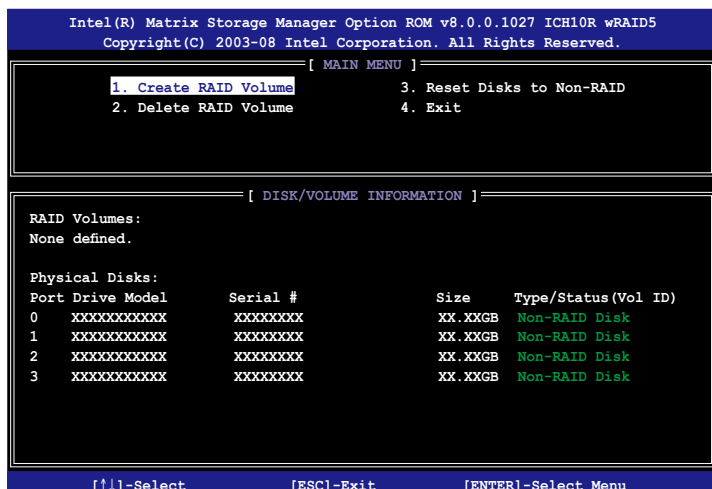 Intel(R) Matrix Storage Manager Option ROM v8.0.0.1027 ICH10R wRAID5
Copyright(C) 2003-08 Intel Corporation. All Rights Reserved.
[ MAIN MENU ]
1. Create RAID Volume 3. Reset Disks to Non-RAID
2. Delete RAID Volume 4. Exit
[ DISK/VOLUME INFORMATION ]
RAID Volumes:
None defined.
Physical Disks:
Port Drive Model Serial # Size Type/Status(Vol ID)
0 XXXXXXXXXXX XXXXXXXX XX.XXGB Non-RAID Disk
1 XXXXXXXXXXX XXXXXXXX XX.XXGB Non-RAID Disk
2 XXXXXXXXXXX XXXXXXXX XX.XXGB Non-RAID Disk
3 XXXXXXXXXXX XXXXXXXX XX.XXGB Non-RAID Disk
[↑↓]-Select [ESC]-Exit [ENTER]-Select Menu